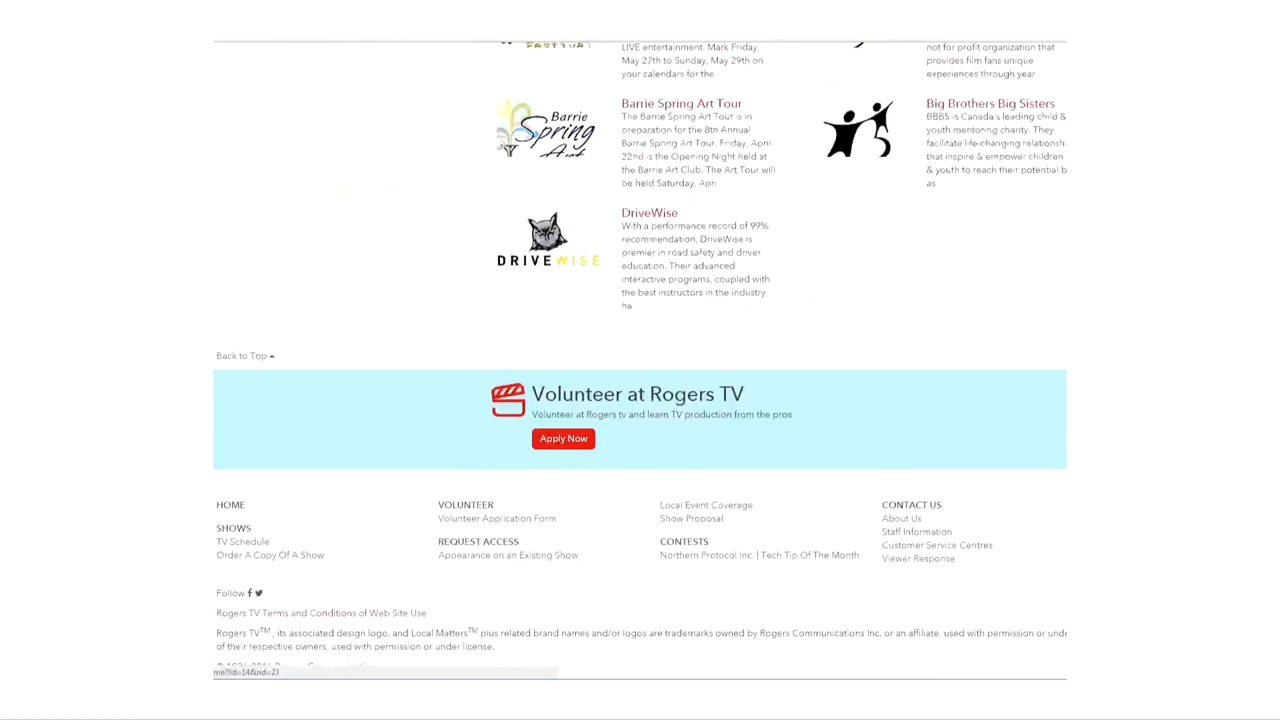 LIVE entertainment. Mark Friday,
May 27th to Sunday, May 29th on
your calendars for the
not for profit organization that
provides film fans unique
experiences through year
Barrie
Spring
Art
Barrie Spring Art Tour
The Barrie Spring Art Tour is in
preparation for the 8th Annual
Barrie Spring Art Tour. Friday, April
22nd is the Opening Night held at
the Barrie Art Club. The Art Tour will
be held Saturday, Apri
Big Brothers Big Sisters
BBBS is Canada's leading child &
youth mentoring charity. They
facilitate life-changing relationsh
that inspire & empower children
& youth to reach their potential b
as
DRIVEWISE
DriveWise
With a performance record of 99%
recommendation, DriveWise is
premier in road safety and driver
education. Their advanced
interactive programs, coupled with
the best instructors in the industry,
he
Back to Top
Volunteer at Rogers TV
Volunteer at Rogers tv and learn TV production from the pros
Apply Now
HOME
SHOWS
TV Schedule
Order A Copy Of A Show
VOLUNTEER
Volunteer Application Form
REQUEST ACCESS
Appearance on an Existing Show
Local Event Coverage
Show Proposal
CONTESTS
Northern Protocol Inc. | Tech Tip Of The Month
CONTACT US
About Us
Staff Information
Customer Service Centres
Viewer Response
Follow
Rogers TV Terms and Conditions of Web Site Use
Rogers TV™, its associated design logo, and Local Matters™ plus related brand names and/or logos are trademarks owned by Rogers Communications Inc. or an affiliate, used with permission or unde
of their respective owners, used with permission or under license.
me?lid=14&rid=23